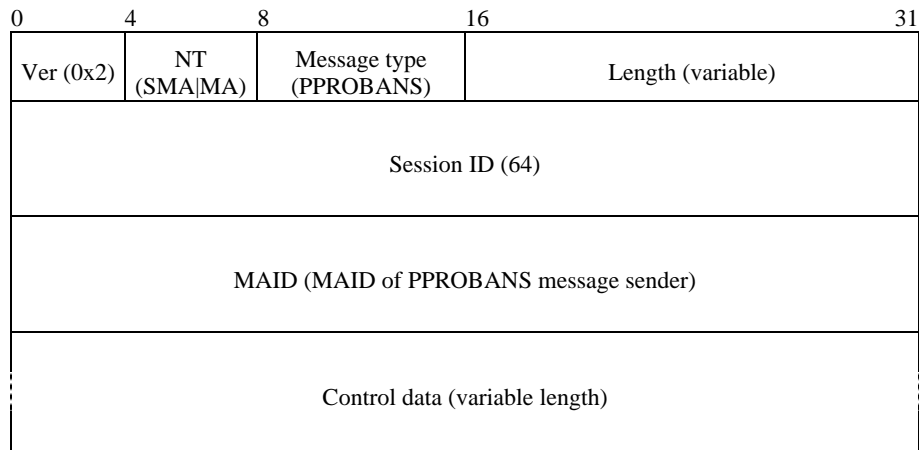 0 4 8 16 31
Ver (0x2)
NT
(SMA|MA)
Message type
(PPROBANS)
Length (variable)
Session ID (64)
MAID (MAID of PPROBANS message sender)
Control data (variable length)